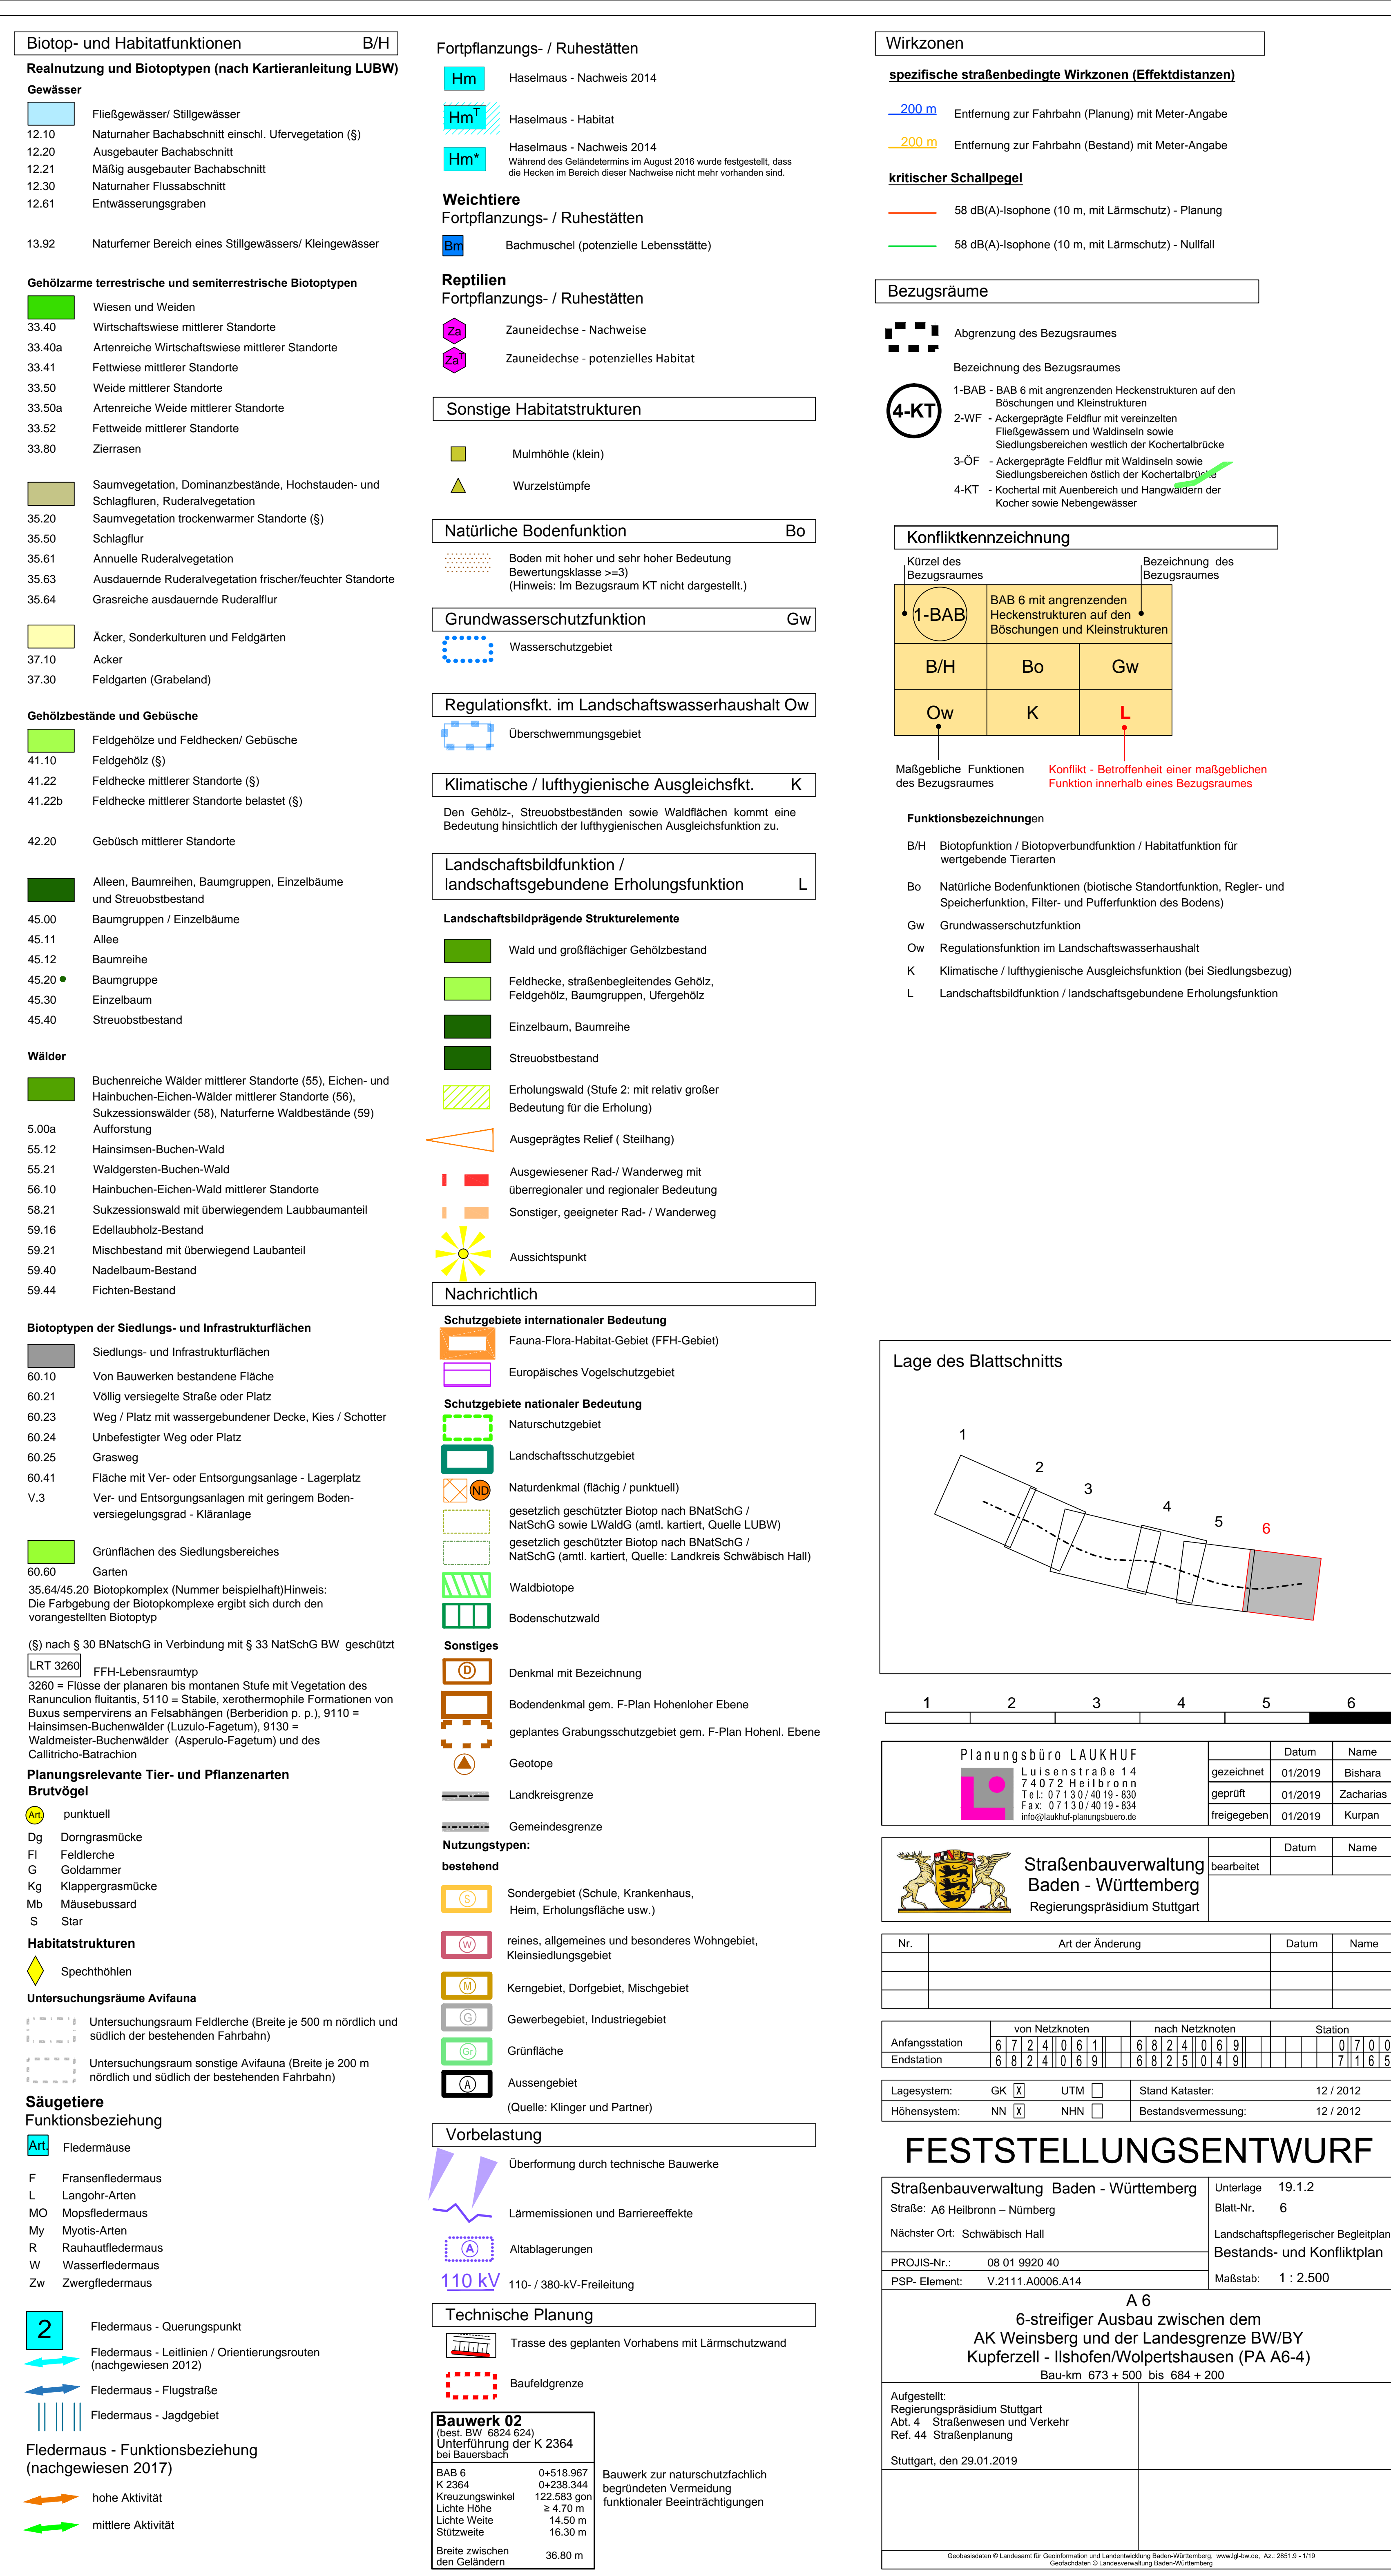 Biotop- und Habitatfunktionen B/H
Realnutzung und Biotoptypen (nach Kartieranleitung LUBW)
Gewässer
Fließgewässer/ Stillgewässer
12.10 Naturnaher Bachabschnitt einschl. Ufervegetation (§)
12.20 Ausgebauter Bachabschnitt
12.21 Mäßig ausgebauter Bachabschnitt
12.30 Naturnaher Flussabschnitt
12.61 Entwässerungsgraben
13.92 Naturferner Bereich eines Stillgewässers/ Kleingewässer
Gehölzarme terrestrische und semiterrestrische Biotoptypen
Wiesen und Weiden
33.40 Wirtschaftswiese mittlerer Standorte
33.40a Artenreiche Wirtschaftswiese mittlerer Standorte
33.41 Fettwiese mittlerer Standorte
33.50 Weide mittlerer Standorte
33.50a Artenreiche Weide mittlerer Standorte
33.52 Fettweide mittlerer Standorte
33.80 Zierrasen
Saumvegetation, Dominanzbestände, Hochstauden- und
Schlagfluren, Ruderalvegetation
35.20 Saumvegetation trockenwarmer Standorte (§)
35.50 Schlagflur
35.61 Annuelle Ruderalvegetation
35.63 Ausdauernde Ruderalvegetation frischer/feuchter Standorte
35.64 Grasreiche ausdauernde Ruderalflur
Äcker, Sonderkulturen und Feldgärten
37.10 Acker
37.30 Feldgarten (Grabeland)
Gehölzbestände und Gebüsche
Feldgehölze und Feldhecken/ Gebüsche
41.10 Feldgehölz (§)
41.22 Feldhecke mittlerer Standorte (§)
41.22b Feldhecke mittlerer Standorte belastet (§)
42.20 Gebüsch mittlerer Standorte
Alleen, Baumreihen, Baumgruppen, Einzelbäume
und Streuobstbestand
45.00 Baumgruppen / Einzelbäume
45.11 Allee
45.12 Baumreihe
45.20 Baumgruppe
45.30 Einzelbaum
45.40 Streuobstbestand
Wälder
Buchenreiche Wälder mittlerer Standorte (55), Eichen- und
Hainbuchen-Eichen-Wälder mittlerer Standorte (56),
Sukzessionswälder (58), Naturferne Waldbestände (59)
5.00a Aufforstung
55.12 Hainsimsen-Buchen-Wald
55.21 Waldgersten-Buchen-Wald
56.10 Hainbuchen-Eichen-Wald mittlerer Standorte
58.21 Sukzessionswald mit überwiegendem Laubbaumanteil
59.16 Edellaubholz-Bestand
59.21 Mischbestand mit überwiegend Laubanteil
59.40 Nadelbaum-Bestand
59.44 Fichten-Bestand
Biotoptypen der Siedlungs- und Infrastrukturflächen
Siedlungs- und Infrastrukturflächen
60.10 Von Bauwerken bestandene Fläche
60.21 Völlig versiegelte Straße oder Platz
60.23 Weg / Platz mit wassergebundener Decke, Kies / Schotter
60.24 Unbefestigter Weg oder Platz
60.25 Grasweg
60.41 Fläche mit Ver- oder Entsorgungsanlage - Lagerplatz
V.3 Ver- und Entsorgungsanlagen mit geringem Boden-
versiegelungsgrad - Kläranlage
Grünflächen des Siedlungsbereiches
60.60 Garten
35.64/45.20 Biotopkomplex (Nummer beispielhaft)Hinweis:
Die Farbgebung der Biotopkomplexe ergibt sich durch den
vorangestellten Biotoptyp
(§) nach § 30 BNatschG in Verbindung mit § 33 NatSchG BW geschützt
LRT 3260 FFH-Lebensraumtyp
3260 = Flüsse der planaren bis montanen Stufe mit Vegetation des
Ranunculion fluitantis, 5110 = Stabile, xerothermophile Formationen von
Buxus sempervirens an Felsabhängen (Berberidion p. p.), 9110 =
Hainsimsen-Buchenwälder (Luzulo-Fagetum), 9130 =
Waldmeister-Buchenwälder (Asperulo-Fagetum) und des
Callitricho-Batrachion
Planungsrelevante Tier- und Pflanzenarten
Brutvögel
Art. punktuell
Dg Dorngrasmücke
Fl Feldlerche
G Goldammer
Kg Klappergrasmücke
Mb Mäusebussard
S Star
Habitatstrukturen
Spechthöhlen
Untersuchungsräume Avifauna
Untersuchungsraum Feldlerche (Breite je 500 m nördlich und
südlich der bestehenden Fahrbahn)
Untersuchungsraum sonstige Avifauna (Breite je 200 m
nördlich und südlich der bestehenden Fahrbahn)
Säugetiere
Funktionsbeziehung
Art. Fledermäuse
F Fransenfledermaus
L Langohr-Arten
MO Mopsfledermaus
My Myotis-Arten
R Rauhautfledermaus
W Wasserfledermaus
Zw Zwergfledermaus
2 Fledermaus - Querungspunkt
Fledermaus - Leitlinien / Orientierungsrouten
(nachgewiesen 2012)
Fledermaus - Flugstraße
Fledermaus - Jagdgebiet
Fledermaus - Funktionsbeziehung
(nachgewiesen 2017)
hohe Aktivität
mittlere Aktivität
Fortpflanzungs- / Ruhestätten
Hm Haselmaus - Nachweis 2014
HmT Haselmaus - Habitat
Hm* Haselmaus - Nachweis 2014
Während des Geländetermins im August 2016 wurde festgestellt, dass
die Hecken im Bereich dieser Nachweise nicht mehr vorhanden sind.
Weichtiere
Fortpflanzungs- / Ruhestätten
Bm Bachmuschel (potenzielle Lebensstätte)
Reptilien
Fortpflanzungs- / Ruhestätten
Za Zauneidechse - Nachweise
ZaT Zauneidechse - potenzielles Habitat
Sonstige Habitatstrukturen
Mulmhöhle (klein)
Wurzelstümpfe
Natürliche Bodenfunktion Bo
Boden mit hoher und sehr hoher Bedeutung
Bewertungsklasse >=3)
(Hinweis: Im Bezugsraum KT nicht dargestellt.)
Grundwasserschutzfunktion Gw
Wasserschutzgebiet
Regulationsfkt. im Landschaftswasserhaushalt Ow
Überschwemmungsgebiet
Klimatische / lufthygienische Ausgleichsfkt. K
Den Gehölz-, Streuobstbeständen sowie Waldflächen kommt eine
Bedeutung hinsichtlich der lufthygienischen Ausgleichsfunktion zu.
Landschaftsbildfunktion /
landschaftsgebundene Erholungsfunktion L
Landschaftsbildprägende Strukturelemente
Wald und großflächiger Gehölzbestand
Feldhecke, straßenbegleitendes Gehölz,
Feldgehölz, Baumgruppen, Ufergehölz
Einzelbaum, Baumreihe
Streuobstbestand
Erholungswald (Stufe 2: mit relativ großer
Bedeutung für die Erholung)
Ausgeprägtes Relief ( Steilhang)
Ausgewiesener Rad-/ Wanderweg mit
überregionaler und regionaler Bedeutung
Sonstiger, geeigneter Rad- / Wanderweg
Aussichtspunkt
Nachrichtlich
Schutzgebiete internationaler Bedeutung
Fauna-Flora-Habitat-Gebiet (FFH-Gebiet)
Europäisches Vogelschutzgebiet
Schutzgebiete nationaler Bedeutung
Naturschutzgebiet
Landschaftsschutzgebiet
ND Naturdenkmal (flächig / punktuell)
gesetzlich geschützter Biotop nach BNatSchG /
NatSchG sowie LWaldG (amtl. kartiert, Quelle LUBW)
gesetzlich geschützter Biotop nach BNatSchG /
NatSchG (amtl. kartiert, Quelle: Landkreis Schwäbisch Hall)
Waldbiotope
Bodenschutzwald
Sonstiges
D Denkmal mit Bezeichnung
Bodendenkmal gem. F-Plan Hohenloher Ebene
geplantes Grabungsschutzgebiet gem. F-Plan Hohenl. Ebene
Geotope
Landkreisgrenze
Gemeindesgrenze
Nutzungstypen:
bestehend
S Sondergebiet (Schule, Krankenhaus,
Heim, Erholungsfläche usw.)
W reines, allgemeines und besonderes Wohngebiet,
Kleinsiedlungsgebiet
M Kerngebiet, Dorfgebiet, Mischgebiet
G Gewerbegebiet, Industriegebiet
Gr Grünfläche
A Aussengebiet
(Quelle: Klinger und Partner)
Vorbelastung
Überformung durch technische Bauwerke
Lärmemissionen und Barriereeffekte
A Altablagerungen
110 kV 110- / 380-kV-Freileitung
Technische Planung
Trasse des geplanten Vorhabens mit Lärmschutzwand
Baufeldgrenze
Bauwerk 02
(best. BW 6824 624)
Unterführung der K 2364
bei Bauersbach
BAB 6 0+518.967
K 2364 0+238.344
Kreuzungswinkel 122.583 gon
Lichte Höhe ≥ 4.70 m
Lichte Weite 14.50 m
Stützweite 16.30 m
Breite zwischen
den Geländern 36.80 m
Bauwerk zur naturschutzfachlich
begründeten Vermeidung
funktionaler Beeinträchtigungen
Wirkzonen
spezifische straßenbedingte Wirkzonen (Effektdistanzen)
200 m Entfernung zur Fahrbahn (Planung) mit Meter-Angabe
200 m Entfernung zur Fahrbahn (Bestand) mit Meter-Angabe
kritischer Schallpegel
58 dB(A)-Isophone (10 m, mit Lärmschutz) - Planung
58 dB(A)-Isophone (10 m, mit Lärmschutz) - Nullfall
Bezugsräume
Abgrenzung des Bezugsraumes
Bezeichnung des Bezugsraumes
4-KT
1-BAB - BAB 6 mit angrenzenden Heckenstrukturen auf den
Böschungen und Kleinstrukturen
2-WF - Ackergeprägte Feldflur mit vereinzelten
Fließgewässern und Waldinseln sowie
Siedlungsbereichen westlich der Kochertalbrücke
3-ÖF - Ackergeprägte Feldflur mit Waldinseln sowie
Siedlungsbereichen östlich der Kochertalbrücke
4-KT - Kochertal mit Auenbereich und Hangwäldern der
Kocher sowie Nebengewässer
Konfliktkennzeichnung
Kürzel des
Bezugsraumes
Bezeichnung des
Bezugsraumes
1-BAB
BAB 6 mit angrenzenden
Heckenstrukturen auf den
Böschungen und Kleinstrukturen
B/H Bo Gw
Ow K L
Maßgebliche Funktionen
des Bezugsraumes
Konflikt - Betroffenheit einer maßgeblichen
Funktion innerhalb eines Bezugsraumes
Funktionsbezeichnungen
B/H Biotopfunktion / Biotopverbundfunktion / Habitatfunktion für
wertgebende Tierarten
Bo Natürliche Bodenfunktionen (biotische Standortfunktion, Regler- und
Speicherfunktion, Filter- und Pufferfunktion des Bodens)
Gw Grundwasserschutzfunktion
Ow Regulationsfunktion im Landschaftswasserhaushalt
K Klimatische / lufthygienische Ausgleichsfunktion (bei Siedlungsbezug)
L Landschaftsbildfunktion / landschaftsgebundene Erholungsfunktion
Lage des Blattschnitts
1
2
3
4
5
6
1 2 3 4 5 6
Planungsbüro LAUKHUF
Luisenstraße 14
74072 Heilbronn
Tel.: 07130/4019-830
Fax: 07130/4019-834
info@laukhuf-planungsbuero.de
Datum Name
gezeichnet 01/2019 Bishara
geprüft 01/2019 Zacharias
freigegeben 01/2019 Kurpan
Straßenbauverwaltung
Baden - Württemberg
Regierungspräsidium Stuttgart
Datum Name
bearbeitet
Nr. Art der Änderung Datum Name
von Netzknoten nach Netzknoten Station
Anfangsstation 6724061 6824069 0700
Endstation 6824069 6825049 7165
Lagesystem: GK X UTM Stand Kataster: 12 / 2012
Höhensystem: NN X NHN Bestandsvermessung: 12 / 2012
FESTSTELLUNGSENTWURF
Straßenbauverwaltung Baden - Württemberg
Straße: A6 Heilbronn – Nürnberg
Nächster Ort: Schwäbisch Hall
PROJIS-Nr.: 08 01 9920 40
PSP- Element: V.2111.A0006.A14
Unterlage 19.1.2
Blatt-Nr. 6
Landschaftspflegerischer Begleitplan
Bestands- und Konfliktplan
Maßstab: 1 : 2.500
A 6
6-streifiger Ausbau zwischen dem
AK Weinsberg und der Landesgrenze BW/BY
Kupferzell - Ilshofen/Wolpertshausen (PA A6-4)
Bau-km 673 + 500 bis 684 + 200
Aufgestellt:
Regierungspräsidium Stuttgart
Abt. 4 Straßenwesen und Verkehr
Ref. 44 Straßenplanung
Stuttgart, den 29.01.2019
Geobasisdaten © Landesamt für Geoinformation und Landentwicklung Baden-Württemberg, www.lgl-bw.de, Az.: 2851.9 - 1/19
Geofachdaten © Landesverwaltung Baden-Württemberg